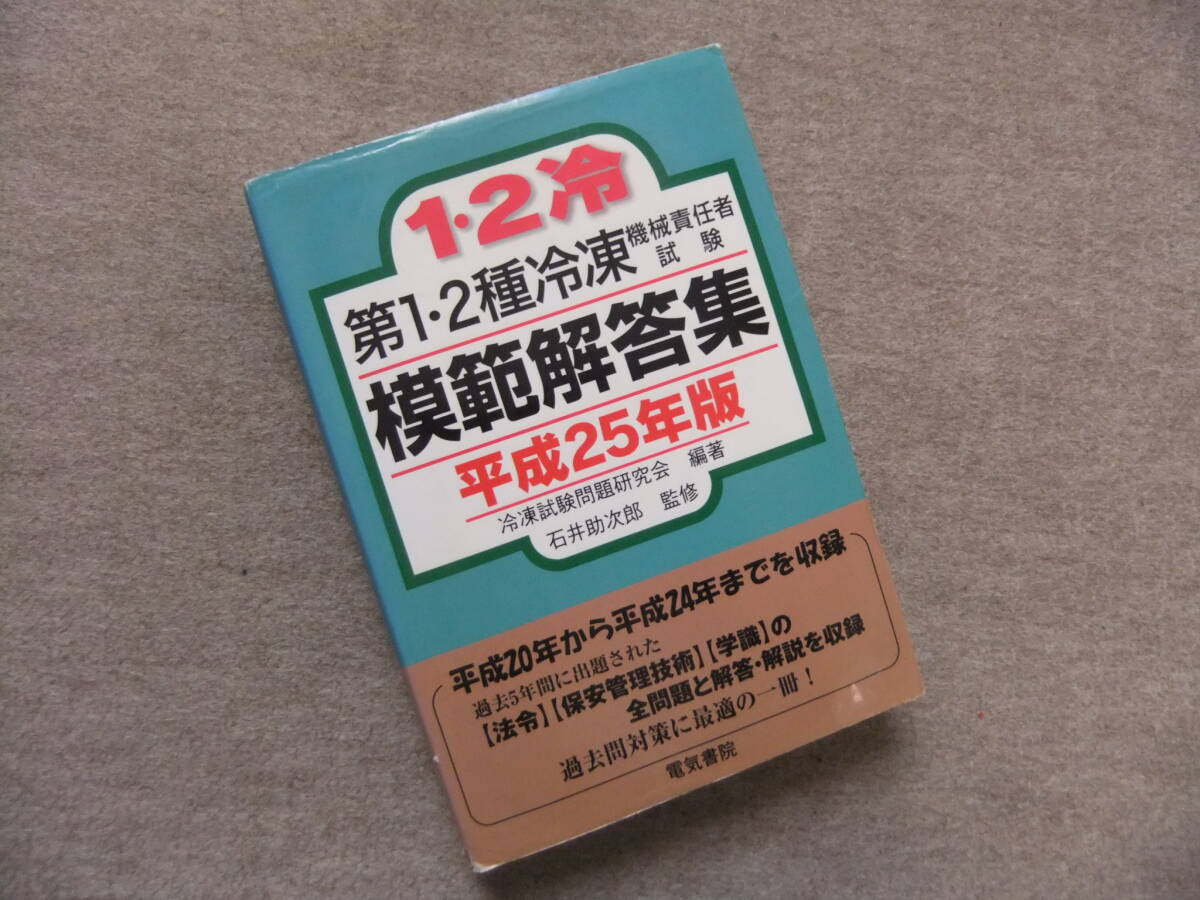 1・2冷
第1・2種冷凍機械責任者試験
模範解答集
平成25年版
冷凍試験問題研究会 編著
石井助次郎 監修
平成20年から平成24年までを収録
過去5年間に出題された
【法令】【保安管理技術】【学識】の
全問題と解答・解説を収録
過去問対策に最適の一冊!
電気書院